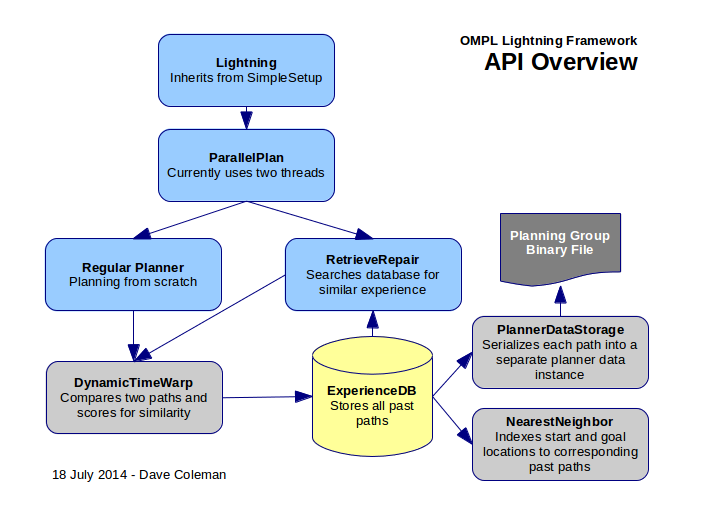 OMPL Lightning Framework
API Overview
Lightning
Inherits from SimpleSetup
ParallelPlan
Currently uses two threads
Regular Planner
Planning from scratch
RetrieveRepair
Searches database for
similar experience
Planning Group
Binary File
DynamicTimeWarp
Compares two paths and
scores for similarity
ExperienceDB
Stores all past
paths
PlannerDataStorage
Serializes each path into a
separate planner data
instance
NearestNeighbor
Indexes start and goal
locations to corresponding
past paths
18 July 2014 - Dave Coleman